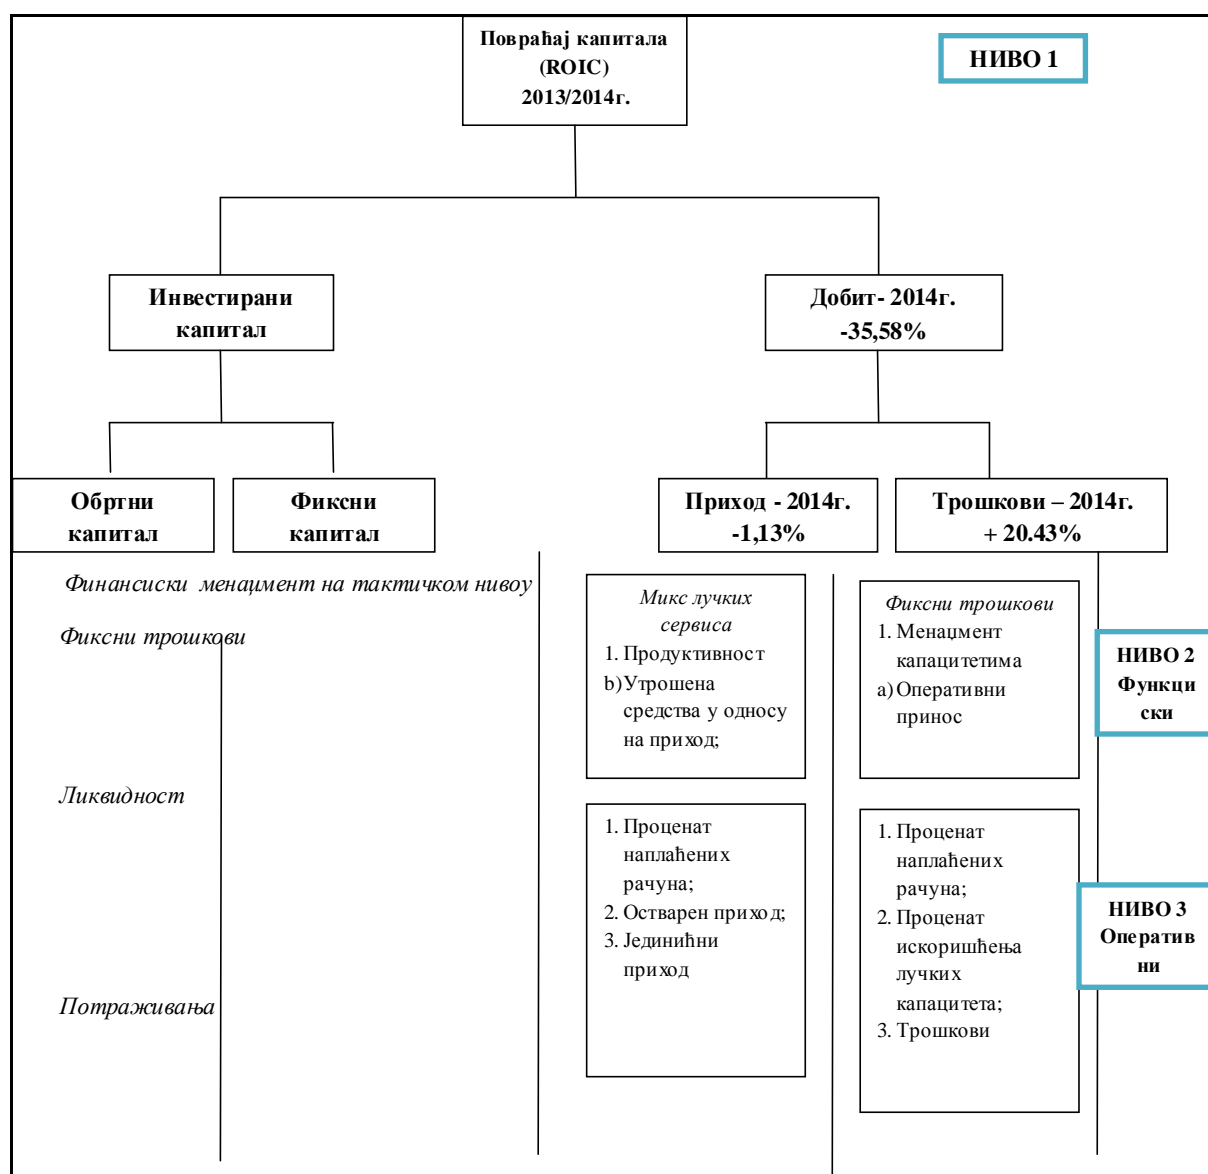 Повраћај капитала
(ROIC)
2013/2014г.
НИВО 1
Инвестирани
капитал
Добит- 2014г.
-35,58%
Обртни
капитал
Фиксни
капитал
Приход - 2014г.
-1,13%
Трошкови – 2014г.
+ 20.43%
Финансиски менаџмент на тактичком нивоу
Фиксни трошкови
Ликвидност
Потраживања
Микс лучких
сервиса
1. Продуктивност
b) Утрошена
средства у односу
на приход;
Фиксни трошкови
1. Менаџмент
капацитетима
a) Оперативни
принос
НИВО 2
Функци
ски
1. Проценат
наплаћених
рачуна;
2. Остварен приход;
3. Јединићни
приход
1. Проценат
наплаћених
рачуна;
2. Проценат
искоришћења
лучких
капацитета;
3. Трошкови
НИВО 3
Оператив
ни